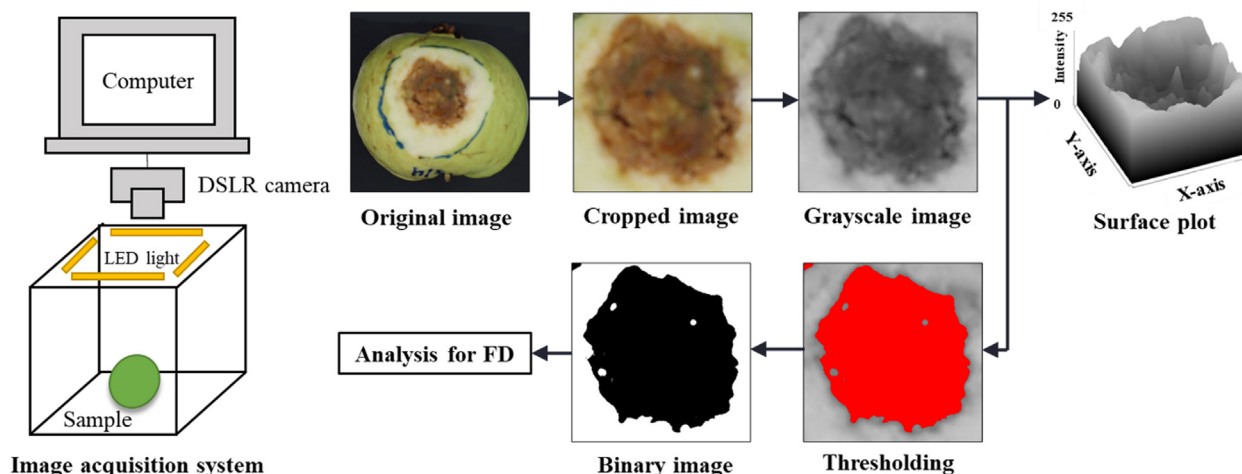 Computer
DSLR camera
LED light
Sample
Image acquisition system
Original image
Cropped image
Grayscale image
255
Intensity
0
Y-axis
X-axis
Surface plot
Analysis for FD
Binary image
Thresholding